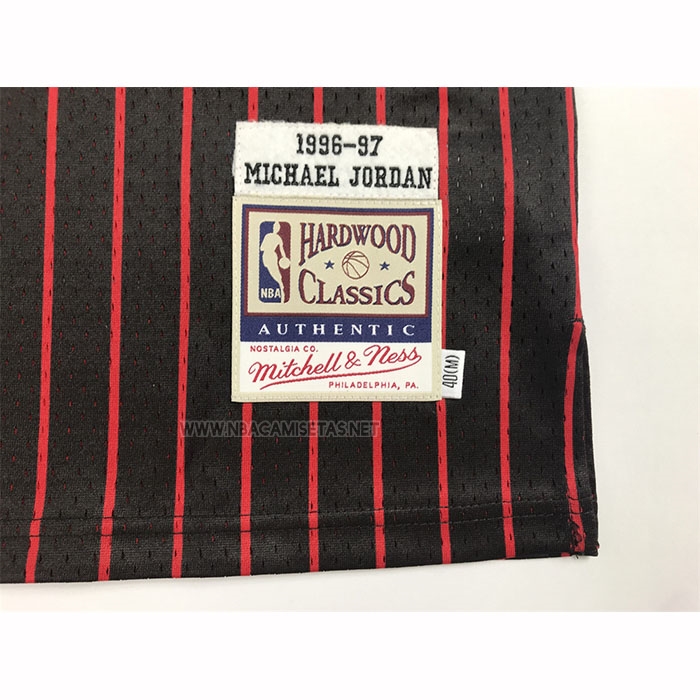 1996-97
MICHAEL JORDAN
HARDWOOD
CLASSICS
NBA
AUTHENTIC
NOSTALGIA CO.
Mitchell & Ness
PHILADELPHIA, PA.
40(M)
WWW.NBACAMISETAS.NET